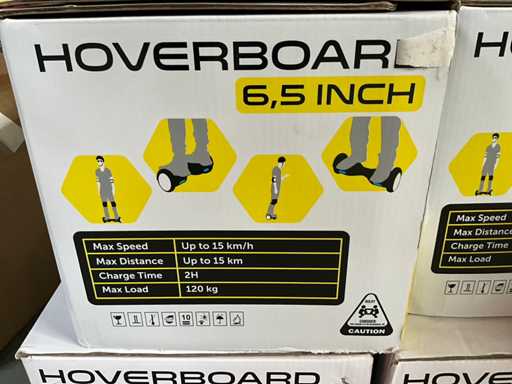 HOVERBOARD
6,5 INCH
Max Speed Up to 15 km/h
Max Distance Up to 15 km
Charge Time 2H
Max Load 120 kg
10
CAUTION
H
Max Speed
Max Distance
Charge Time
Max Load
HOVERBOARD
HOVERBOARD